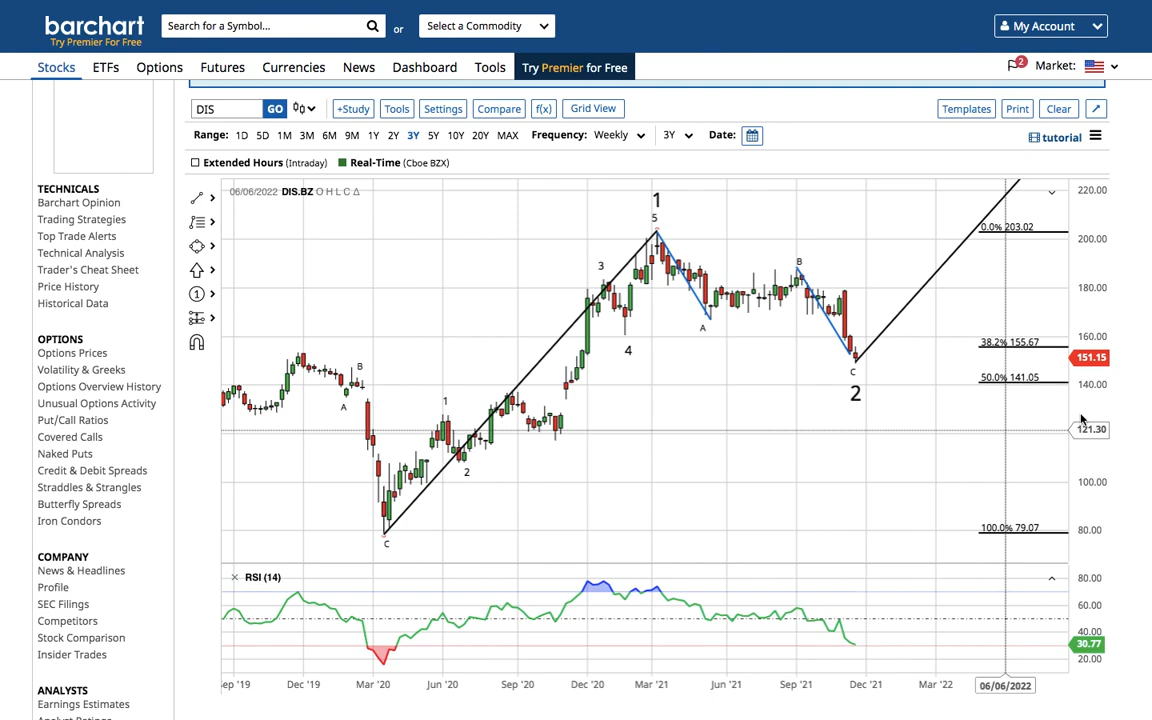 barchart
Try Premier For Free
Search for a Symbol...
or
Select a Commodity
My Account
Stocks ETFs Options Futures Currencies News Dashboard Tools Try Premier for Free
2 Market:
DIS GO +Study Tools Settings Compare f(x) Grid View Templates Print Clear
Range: 1D 5D 1M 3M 6M 9M 1Y 2Y 3Y 5Y 10Y 20Y MAX Frequency: Weekly 3Y Date:
tutorial
Extended Hours (Intraday) Real-Time (Cboe BZX)
06/06/2022 DIS.BZ O H L C Δ
TECHNICALS
Barchart Opinion
Trading Strategies
Top Trade Alerts
Technical Analysis
Trader's Cheat Sheet
Price History
Historical Data
OPTIONS
Options Prices
Volatility & Greeks
Options Overview History
Unusual Options Activity
Put/Call Ratios
Covered Calls
Naked Puts
Credit & Debit Spreads
Straddles & Strangles
Butterfly Spreads
Iron Condors
COMPANY
News & Headlines
Profile
SEC Filings
Competitors
Stock Comparison
Insider Trades
ANALYSTS
Earnings Estimates
1
1
5
3
4
B
A
C
1
2
A
B
C
2
0.0% 203.02
38.2% 155.67
50.0% 141.05
100.0% 79.07
220.00
200.00
180.00
160.00
151.15
140.00
121.30
100.00
80.00
RSI (14)
80.00
60.00
40.00
30.77
20.00
Sep '19 Dec '19 Mar '20 Jun '20 Sep '20 Dec '20 Mar '21 Jun '21 Sep '21 Dec '21 Mar '22 06/06/2022